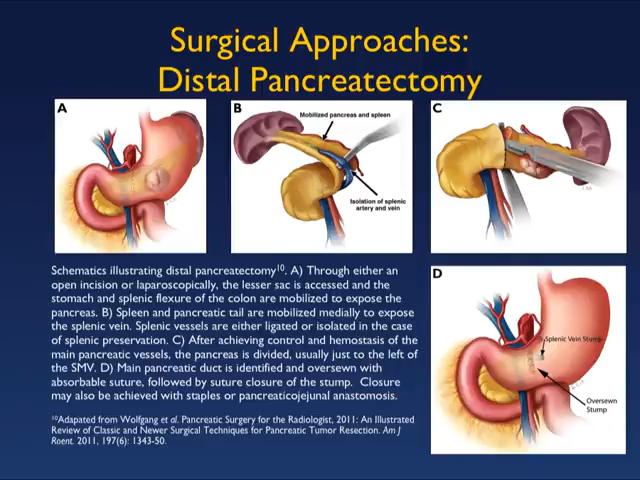 Surgical Approaches:
Distal Pancreatectomy
A
B
Mobilized pancreas and spleen
Isolation of splenic
artery and vein
C
Schematics illustrating distal pancreatectomy10. A) Through either an
open incision or laparoscopically, the lesser sac is accessed and the
stomach and splenic flexure of the colon are mobilized to expose the
pancreas. B) Spleen and pancreatic tail are mobilized medially to expose
the splenic vein. Splenic vessels are either ligated or isolated in the case
of splenic preservation. C) After achieving control and hemostasis of the
main pancreatic vessels, the pancreas is divided, usually just to the left of
the SMV. D) Main pancreatic duct is identified and oversewn with
absorbable suture, followed by suture closure of the stump. Closure
may also be achieved with staples or pancreaticojejunal anastomosis.
10Adapated from Wolfgang et al. Pancreatic Surgery for the Radiologist, 2011: An Illustrated
Review of Classic and Newer Surgical Techniques for Pancreatic Tumor Resection. Am J
Roent. 2011, 197(6): 1343-50.
D
Splenic Vein Stump
Oversewn
Stump